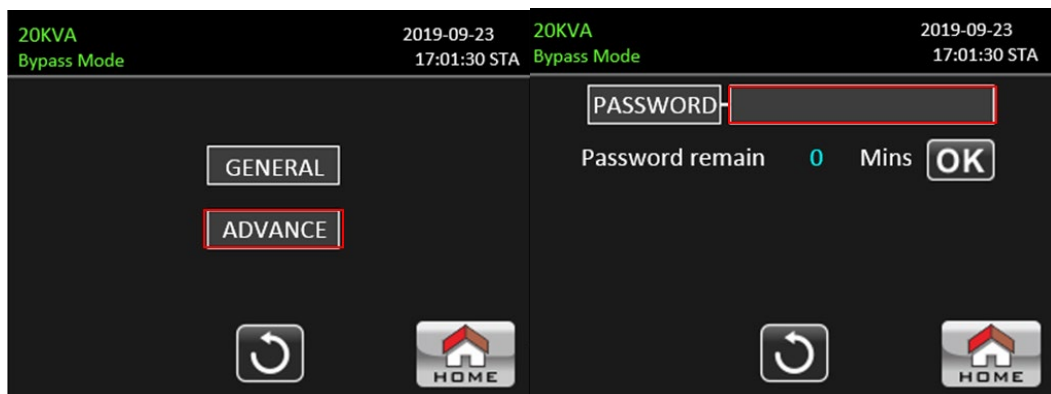 20KVA
2019-09-23
Bypass Mode
17:01:30 STA
GENERAL
ADVANCE
HOME
20KVA
2019-09-23
Bypass Mode
17:01:30 STA
PASSWORD
Password remain 0 Mins OK
HOME